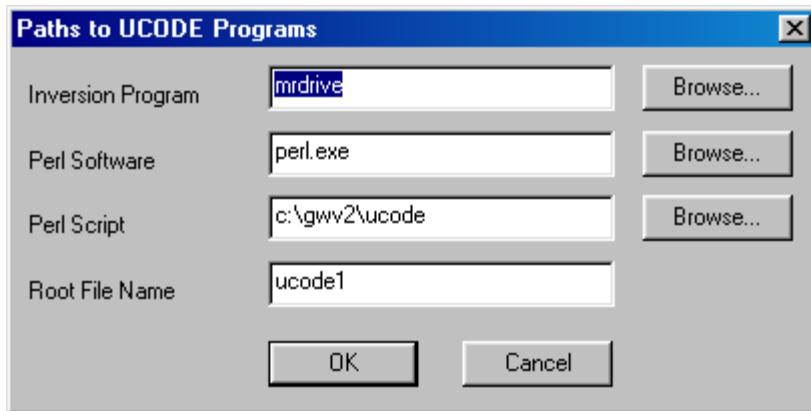 Paths to UCODE Programs
Inversion Program mrdrive Browse...
Perl Software perl.exe Browse...
Perl Script c:\gwv2\ucode Browse...
Root File Name ucode1
OK Cancel